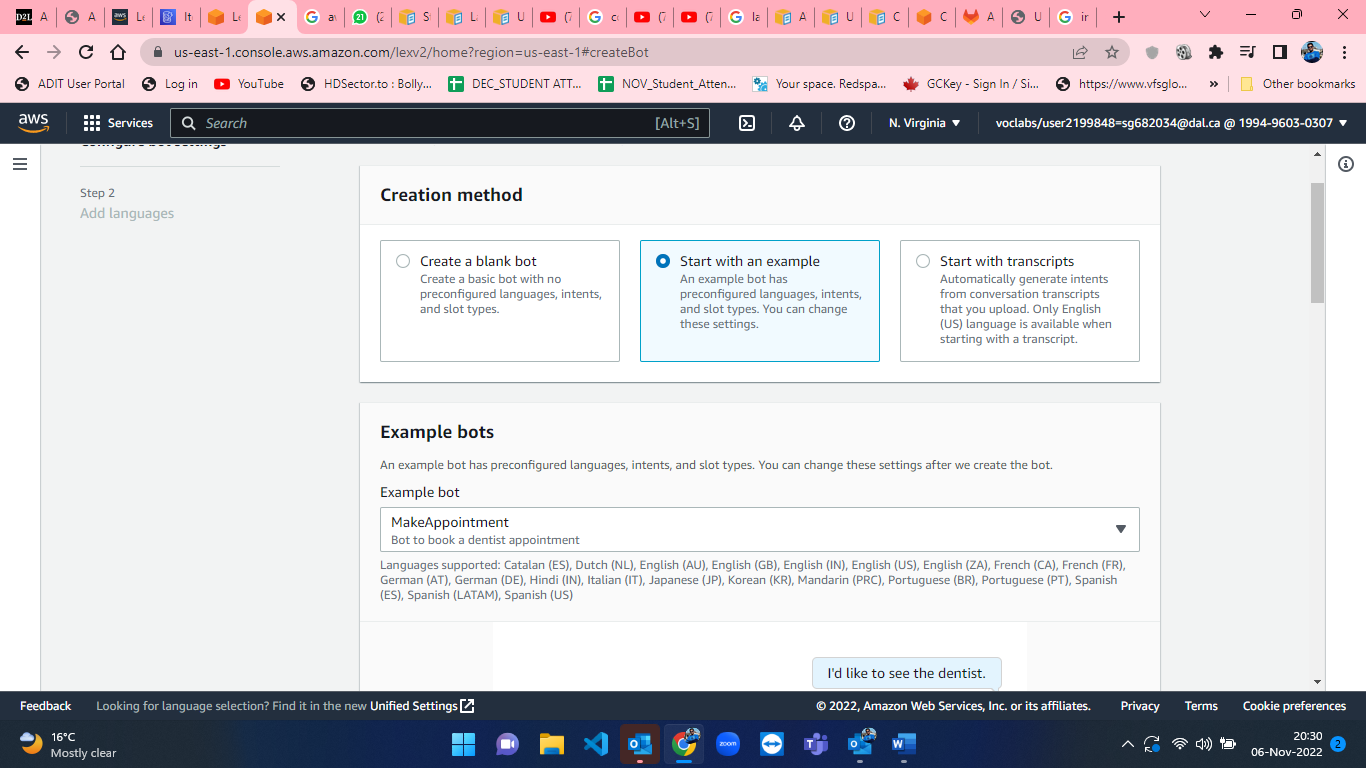 D2L A
A
aws Le
Ite
Le
G av
(2
S
La
U
(7
G co
(7
(7
G la
A
U
C
C
A
U
G ir
us-east-1.console.aws.amazon.com/lexv2/home?region=us-east-1#createBot
ADIT User Portal
Log in
YouTube
HDSector.to : Bolly...
DEC_STUDENT ATT...
NOV_Student_Atten...
Your space. Redspa...
GCKey - Sign In / Si...
https://www.vfsglo...
»
Other bookmarks
aws
Services
Search
[Alt+S]
N. Virginia
voclabs/user2199848=sg682034@dal.ca @ 1994-9603-0307
Configure bot settings
Step 2
Add languages
Creation method
Create a blank bot
Create a basic bot with no
preconfigured languages, intents,
and slot types.
Start with an example
An example bot has
preconfigured languages, intents,
and slot types. You can change
these settings.
Start with transcripts
Automatically generate intents
from conversation transcripts
that you upload. Only English
(US) language is available when
starting with a transcript.
Example bots
An example bot has preconfigured languages, intents, and slot types. You can change these settings after we create the bot.
Example bot
MakeAppointment
Bot to book a dentist appointment
Languages supported: Catalan (ES), Dutch (NL), English (AU), English (GB), English (IN), English (US), English (ZA), French (CA), French (FR),
German (AT), German (DE), Hindi (IN), Italian (IT), Japanese (JP), Korean (KR), Mandarin (PRC), Portuguese (BR), Portuguese (PT), Spanish
(ES), Spanish (LATAM), Spanish (US)
I'd like to see the dentist.
Feedback
Looking for language selection? Find it in the new Unified Settings
© 2022, Amazon Web Services, Inc. or its affiliates.
Privacy
Terms
Cookie preferences
16°C
Mostly clear
zoom
20:30
06-Nov-2022
2